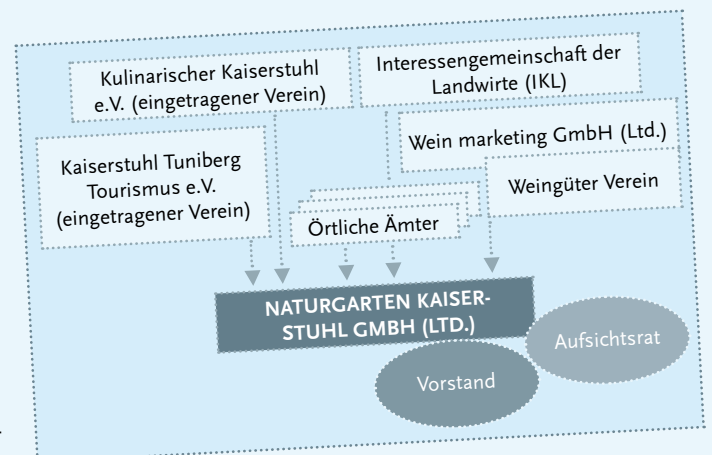 Kulinarischer Kaiserstuhl
e.V. (eingetragener Verein)
Interessengemeinschaft der
Landwirte (IKL)
Wein marketing GmbH (Ltd.)
Kaiserstuhl Tuniberg
Tourismus e.V.
(eingetragener Verein)
Weingüter Verein
Örtliche Ämter
NATURGARTEN KAISER-
STUHL GMBH (LTD.)
Aufsichtsrat
Vorstand